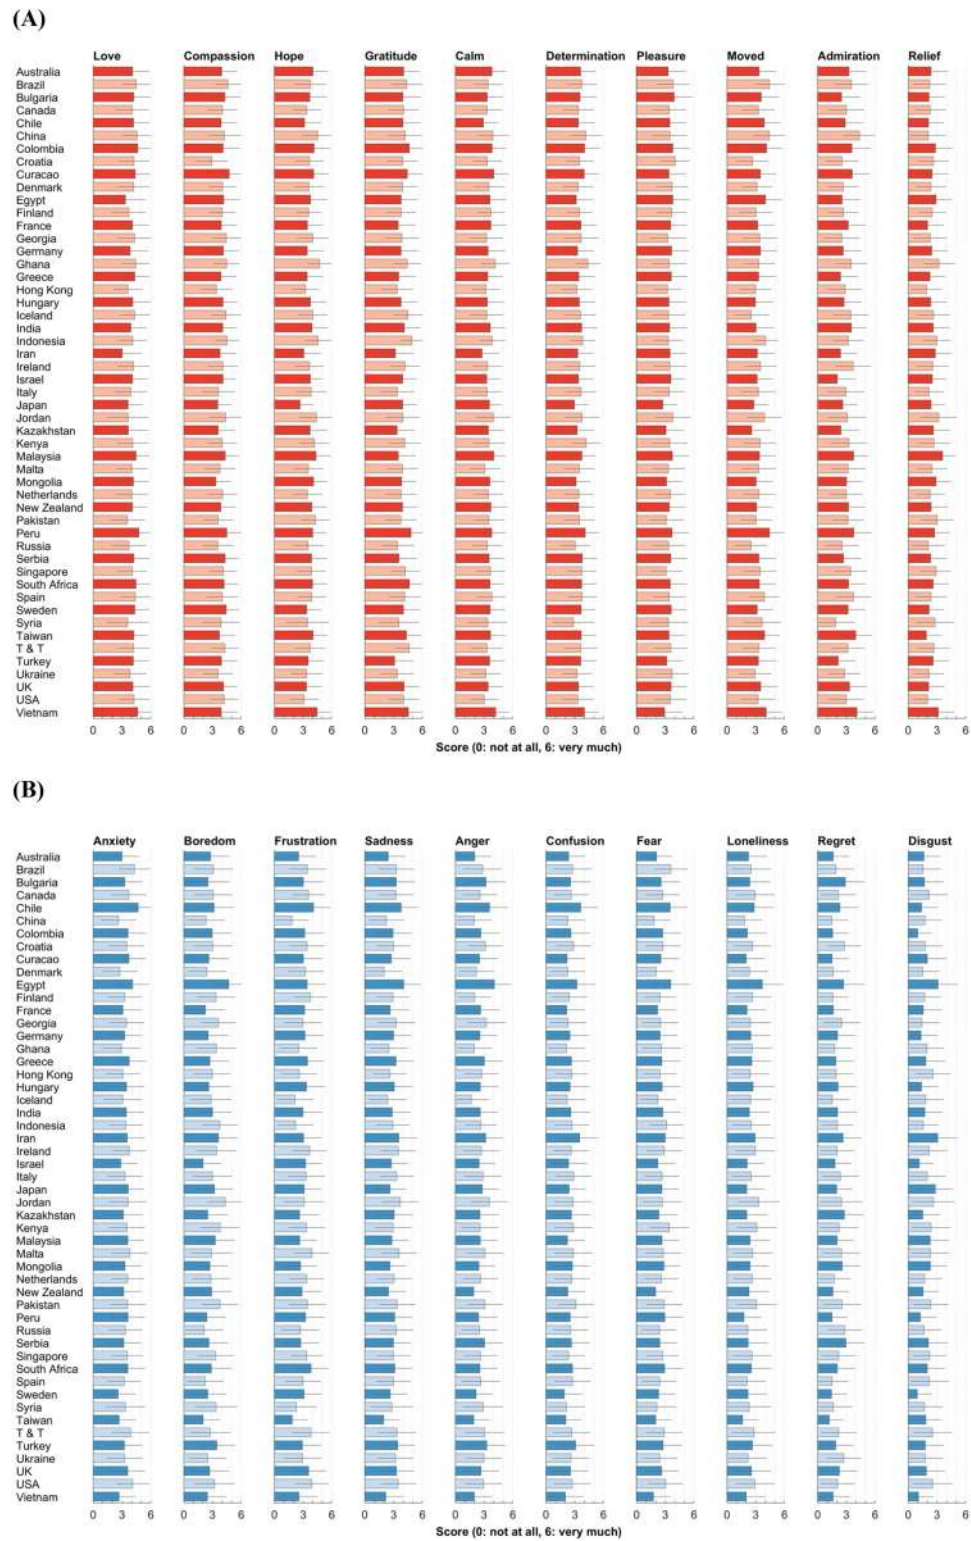 (A)
Love Compassion Hope Gratitude Calm Determination Pleasure Moved Admiration Relief
Australia
Brazil
Bulgaria
Canada
Chile
China
Colombia
Croatia
Curacao
Denmark
Egypt
Finland
France
Georgia
Germany
Ghana
Greece
Hong Kong
Hungary
Iceland
India
Indonesia
Iran
Ireland
Israel
Italy
Japan
Jordan
Kazakhstan
Kenya
Malaysia
Malta
Mongolia
Netherlands
New Zealand
Pakistan
Peru
Russia
Serbia
Singapore
South Africa
Spain
Sweden
Syria
Taiwan
T & T
Turkey
Ukraine
UK
USA
Vietnam
0 3 6 0 3 6 0 3 6 0 3 6 0 3 6 0 3 6 0 3 6 0 3 6 0 3 6 0 3 6
Score (0: not at all, 6: very much)
(B)
Anxiety Boredom Frustration Sadness Anger Confusion Fear Loneliness Regret Disgust
Australia
Brazil
Bulgaria
Canada
Chile
China
Colombia
Croatia
Curacao
Denmark
Egypt
Finland
France
Georgia
Germany
Ghana
Greece
Hong Kong
Hungary
Iceland
India
Indonesia
Iran
Ireland
Israel
Italy
Japan
Jordan
Kazakhstan
Kenya
Malaysia
Malta
Mongolia
Netherlands
New Zealand
Pakistan
Peru
Russia
Serbia
Singapore
South Africa
Spain
Sweden
Syria
Taiwan
T & T
Turkey
Ukraine
UK
USA
Vietnam
0 3 6 0 3 6 0 3 6 0 3 6 0 3 6 0 3 6 0 3 6 0 3 6 0 3 6 0 3 6
Score (0: not at all, 6: very much)